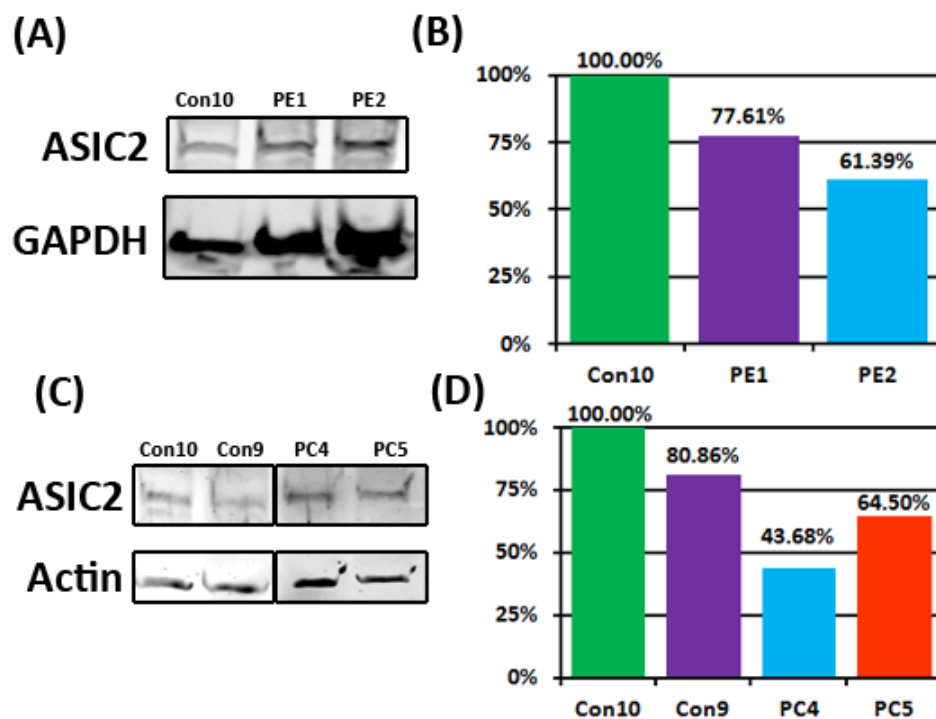 (A)
Con10 PE1 PE2
ASIC2
GAPDH
(B)
100.00%
100%
77.61%
75%
61.39%
50%
25%
0%
Con10 PE1 PE2
(C)
Con10 Con9 PC4 PC5
ASIC2
Actin
(D)
100.00%
100%
80.86%
75%
64.50%
50%
43.68%
25%
0%
Con10 Con9 PC4 PC5